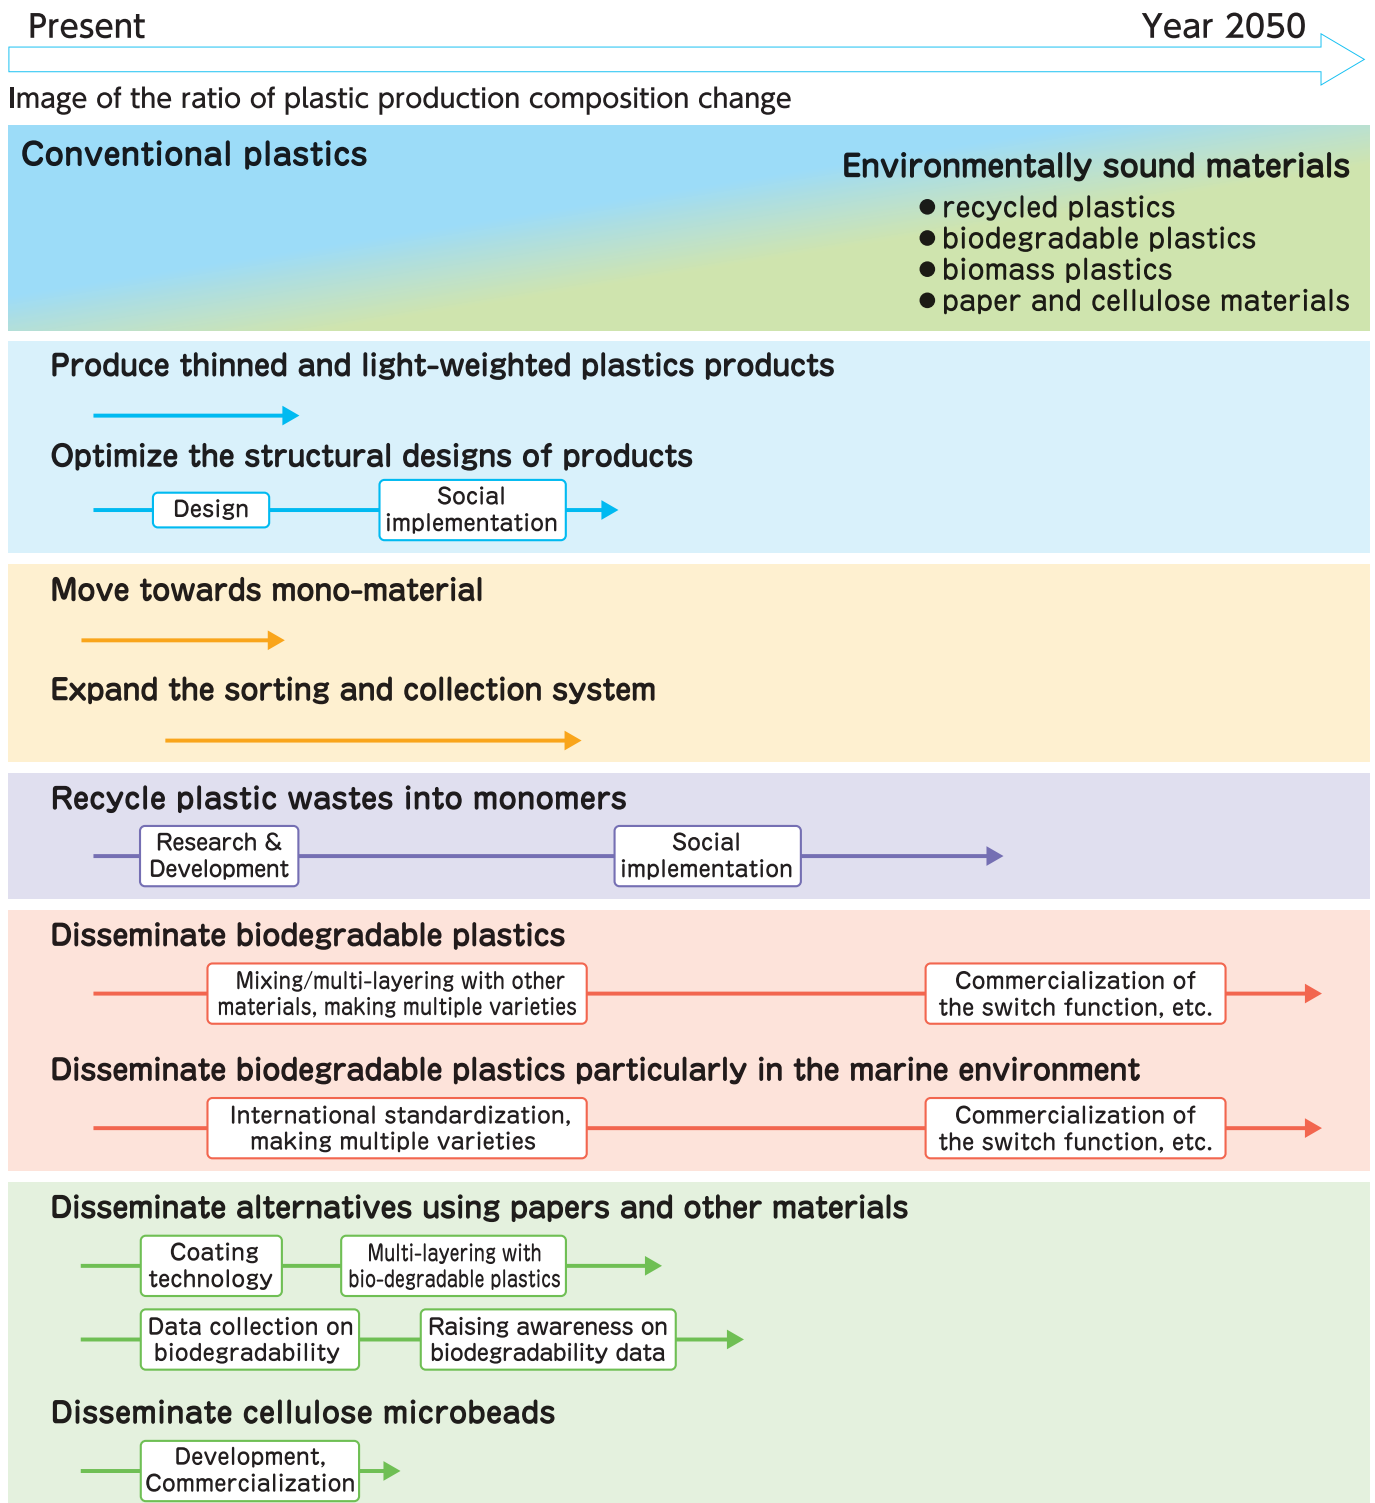 Present
Year 2050
Image of the ratio of plastic production composition change
Conventional plastics
Environmentally sound materials
● recycled plastics
● biodegradable plastics
● biomass plastics
● paper and cellulose materials
Produce thinned and light-weighted plastics products
Optimize the structural designs of products
Design
Social
implementation
Move towards mono-material
Expand the sorting and collection system
Recycle plastic wastes into monomers
Research &
Development
Social
implementation
Disseminate biodegradable plastics
Mixing/multi-layering with other
materials, making multiple varieties
Commercialization of
the switch function, etc.
Disseminate biodegradable plastics particularly in the marine environment
International standardization,
making multiple varieties
Commercialization of
the switch function, etc.
Disseminate alternatives using papers and other materials
Coating
technology
Multi-layering with
bio-degradable plastics
Data collection on
biodegradability
Raising awareness on
biodegradability data
Disseminate cellulose microbeads
Development,
Commercialization